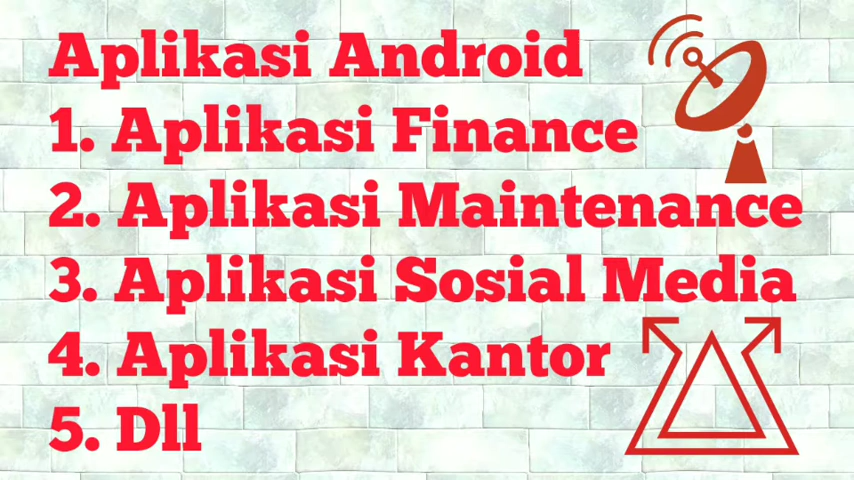 Aplikasi Android
1. Aplikasi Finance
2. Aplikasi Maintenance
3. Aplikasi Sosial Media
4. Aplikasi Kantor
5. Dll